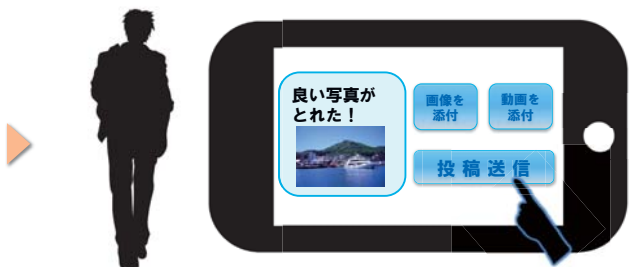 良い写真が
とれた！
画像を
添付
動画を
添付
投稿送信